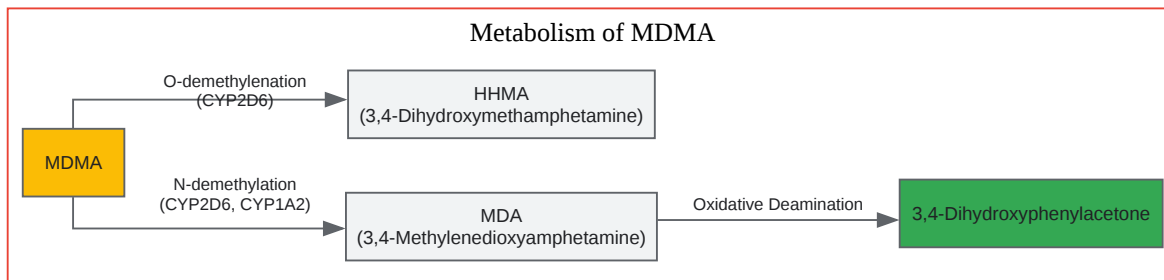 Metabolism of MDMA
O-demethylenation
(CYP2D6)
HHMA
(3,4-Dihydroxymethamphetamine)
MDMA
N-demethylation
(CYP2D6, CYP1A2)
MDA
(3,4-Methylenedioxyamphetamine)
Oxidative Deamination
3,4-Dihydroxyphenylacetone